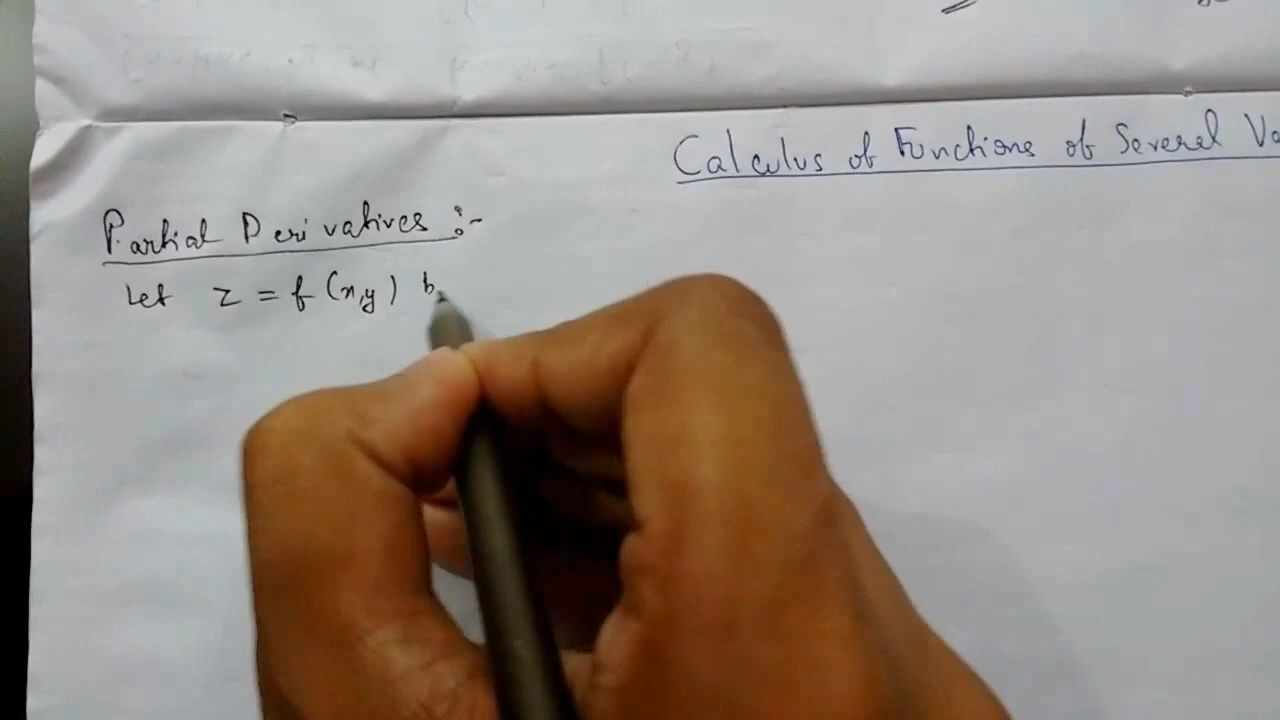 Calculus of Functions of Several Va
Partial Derivatives :-
Let z = f (x,y) b